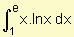 ∫₁ᵉ x.lnx dx